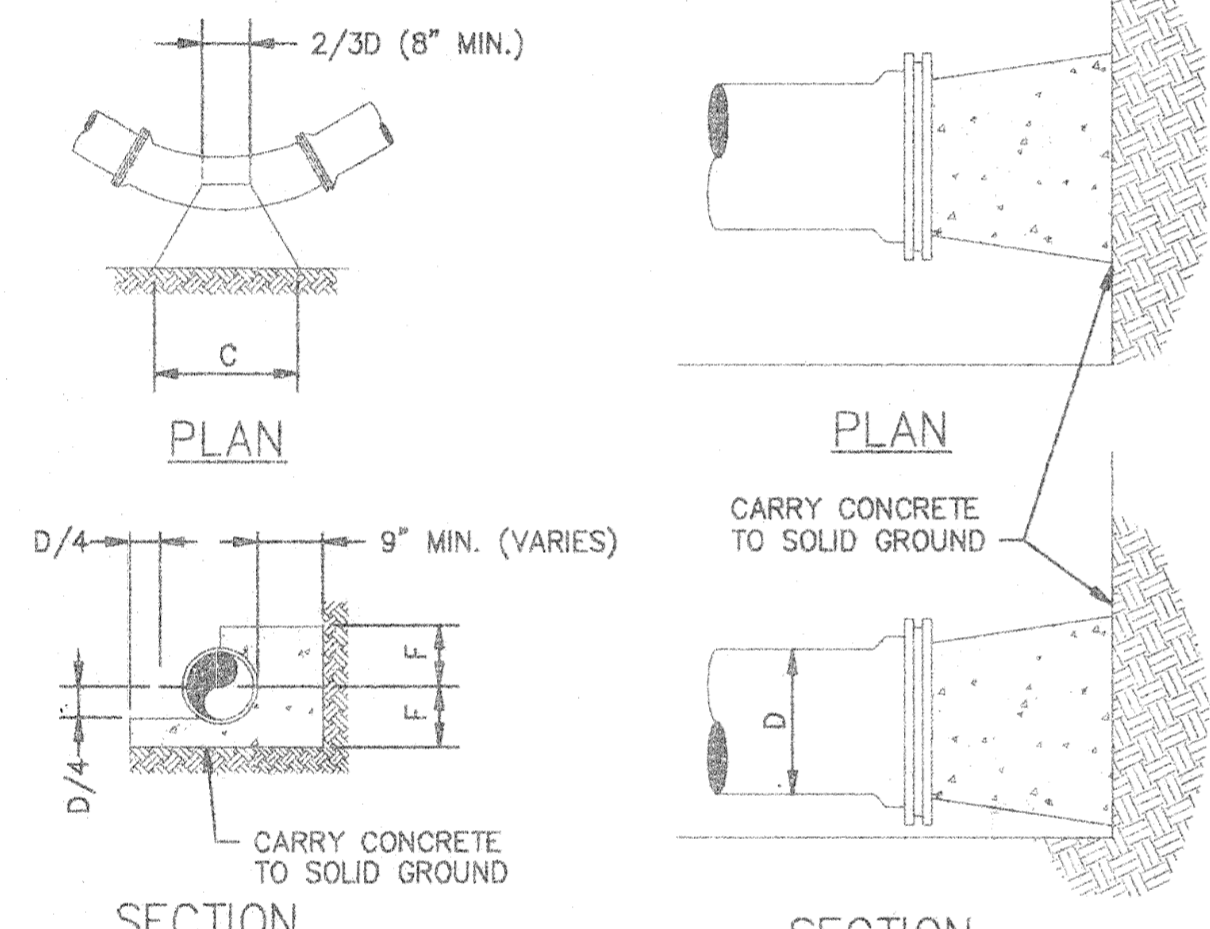 2/3D (8" MIN.)
C
PLAN
PLAN
CARRY CONCRETE
TO SOLID GROUND
D/4
9" MIN. (VARIES)
F
F
D/4
D
CARRY CONCRETE
TO SOLID GROUND
SECTION
SECTION